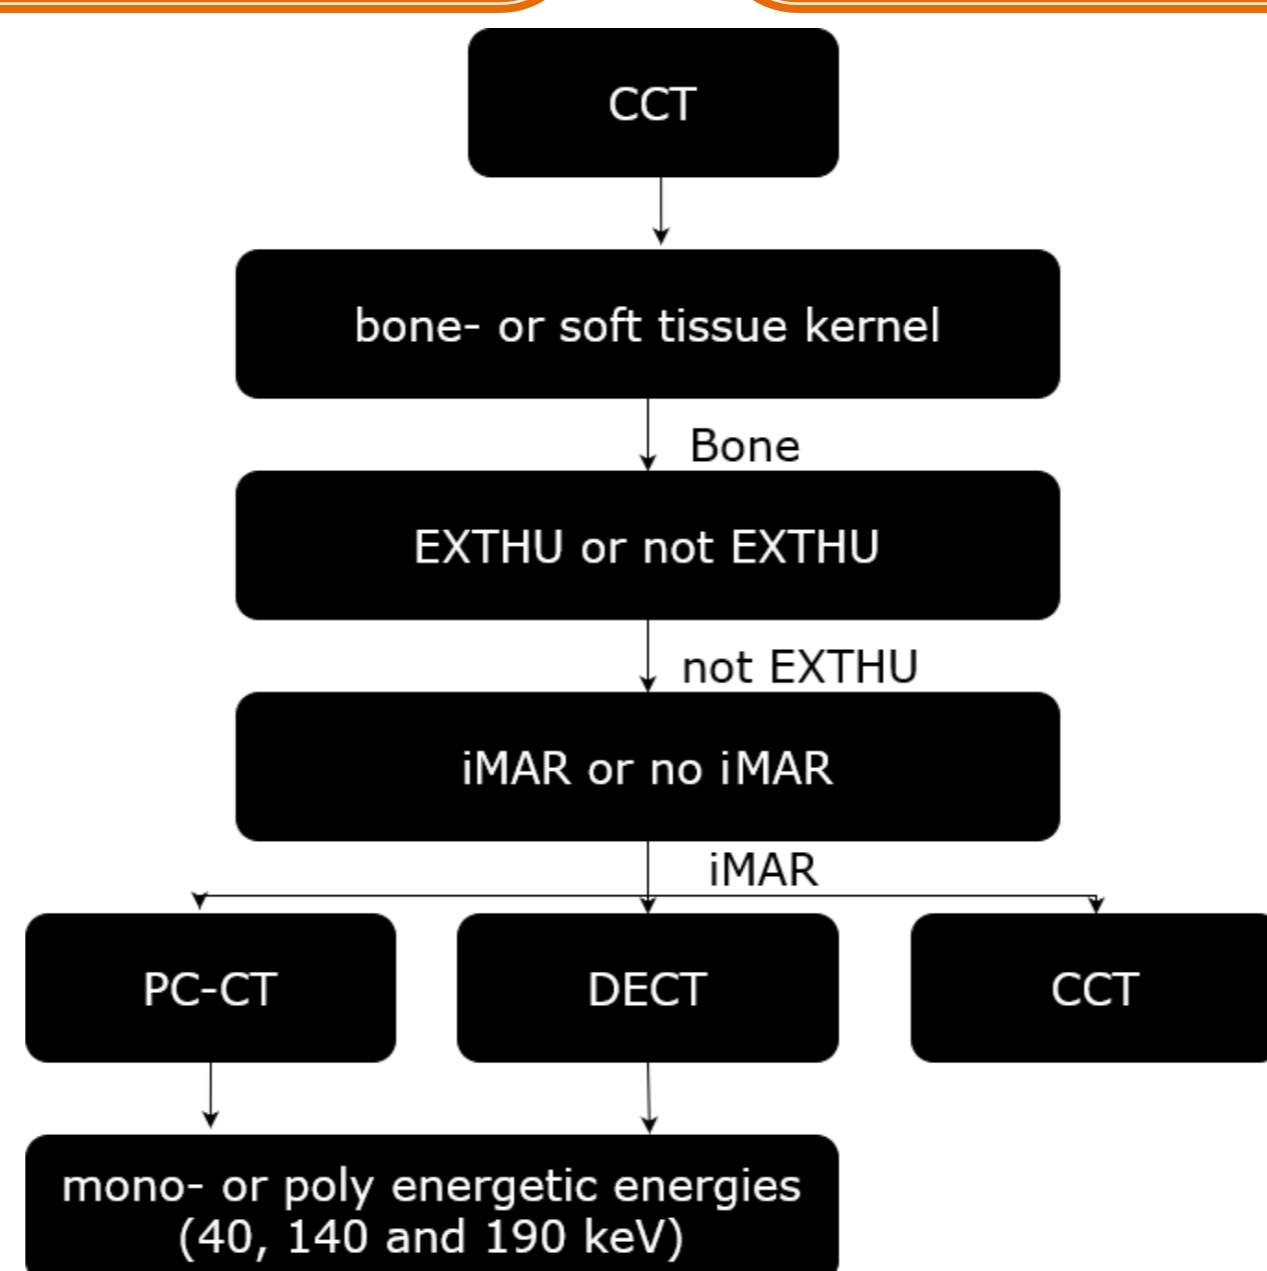 CCT
bone- or soft tissue kernel
Bone
EXTHU or not EXTHU
not EXTHU
iMAR or no iMAR
iMAR
PC-CT
DECT
CCT
mono- or poly energetic energies
(40, 140 and 190 keV)